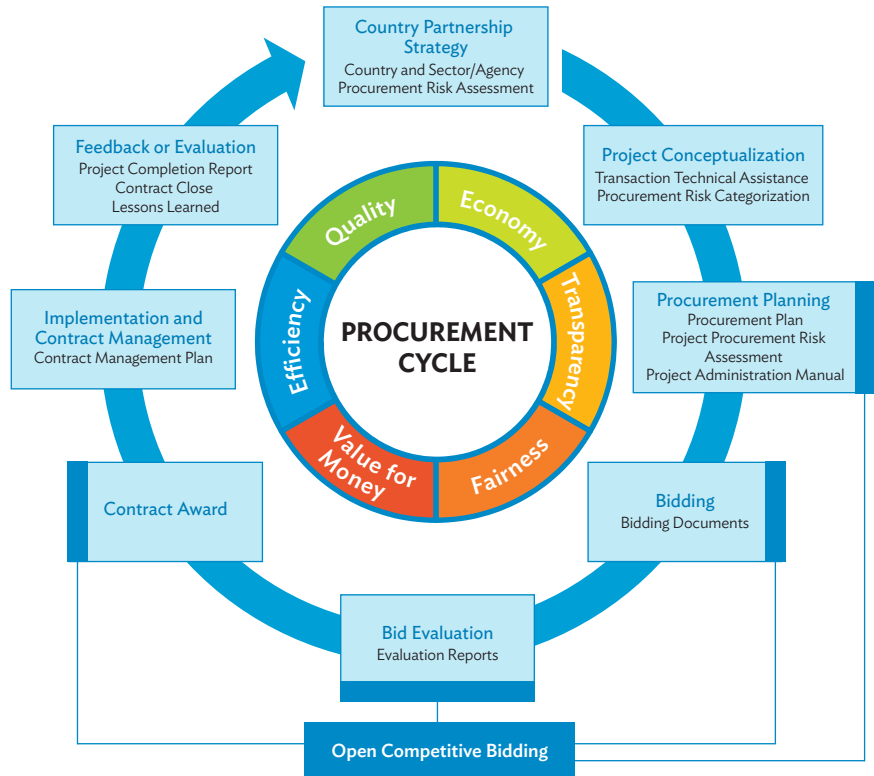 Country Partnership
Strategy
Country and Sector/Agency
Procurement Risk Assessment
Project Conceptualization
Transaction Technical Assistance
Procurement Risk Categorization
Procurement Planning
Procurement Plan
Project Procurement Risk
Assessment
Project Administration Manual
Bidding
Bidding Documents
Bid Evaluation
Evaluation Reports
Contract Award
Implementation and
Contract Management
Contract Management Plan
Feedback or Evaluation
Project Completion Report
Contract Close
Lessons Learned
PROCUREMENT
CYCLE
Economy
Transparency
Fairness
Value for
Money
Efficiency
Quality
Open Competitive Bidding